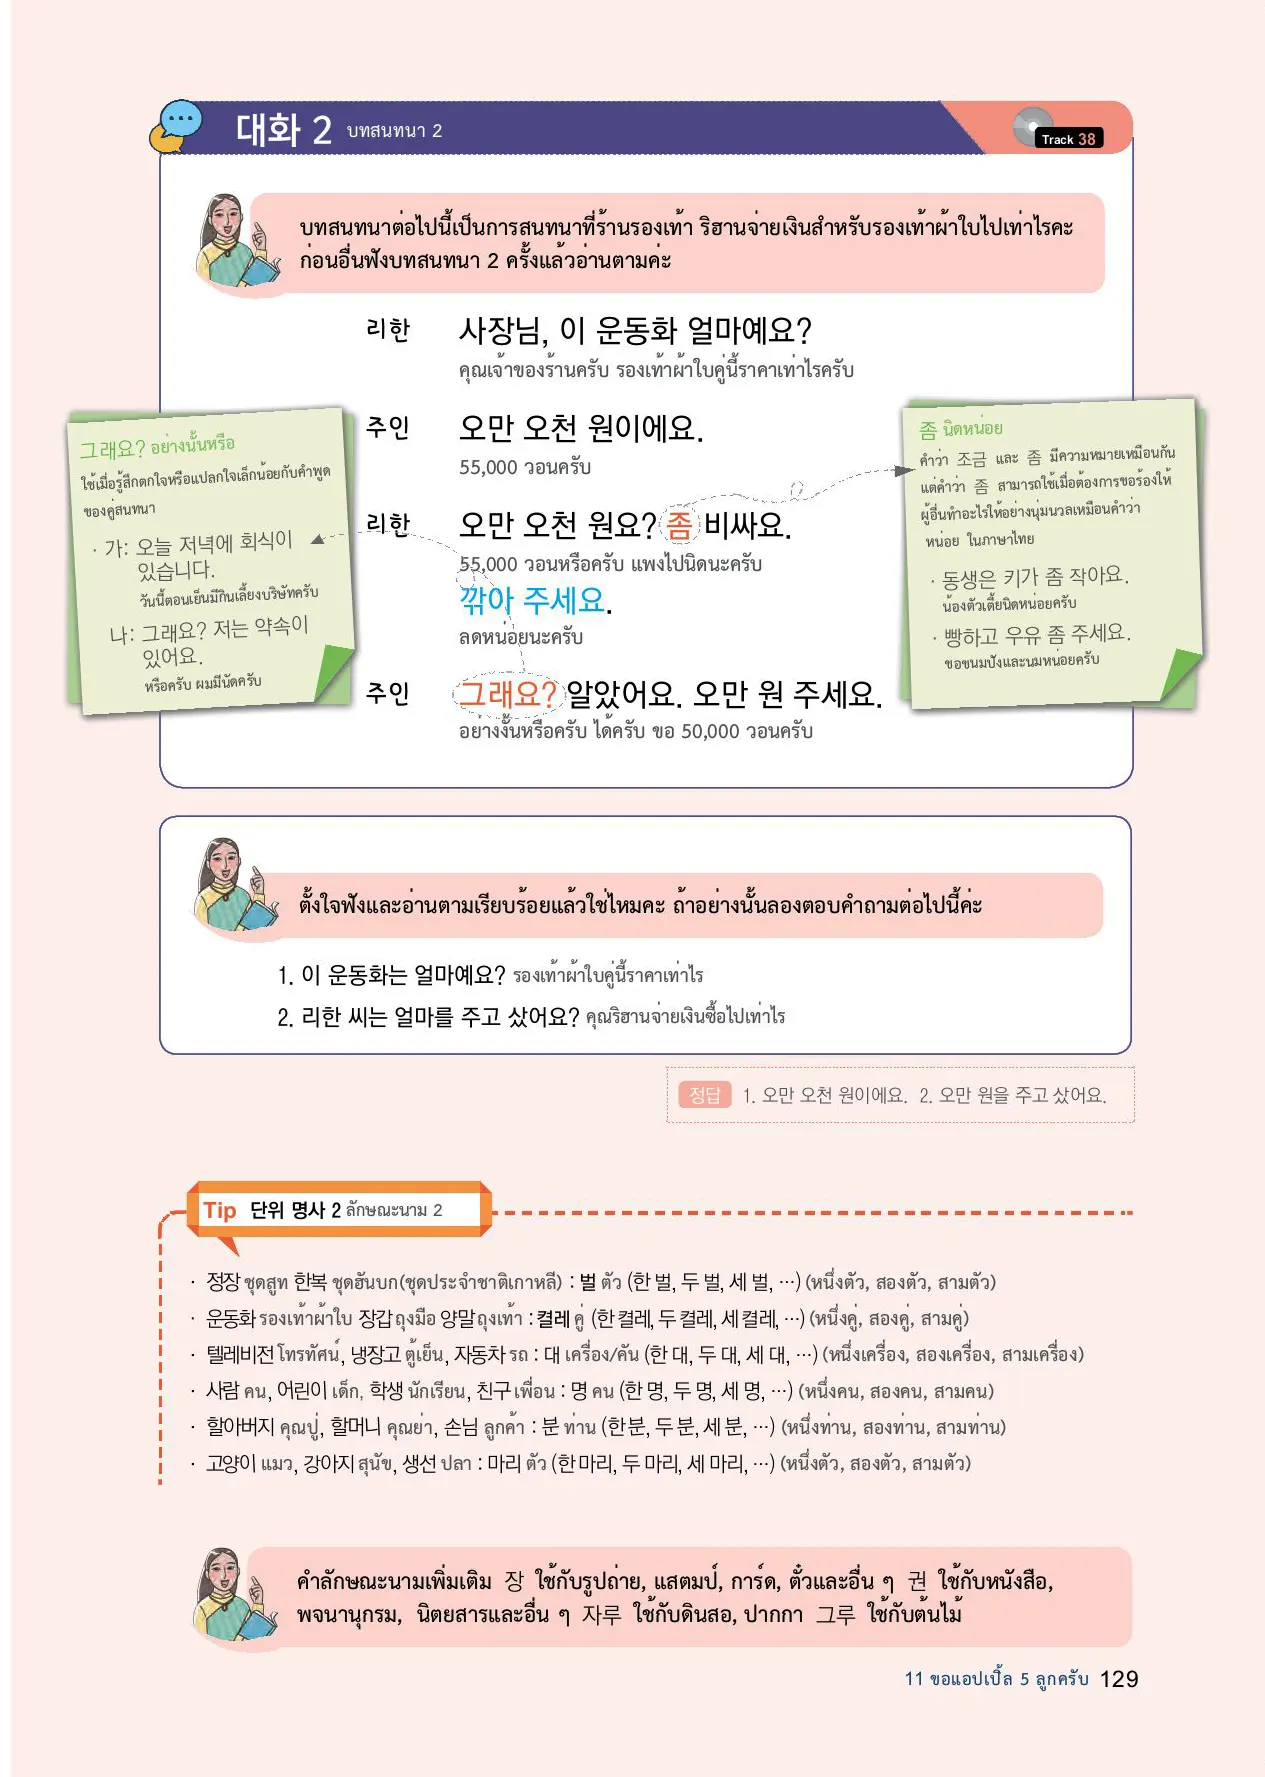 대화 2 บทสนทนา 2
Track 38
บทสนทนาต่อไปนี้เป็นการสนทนาที่ร้านรองเท้า ริฮานจ่ายเงินสำหรับรองเท้าผ้าใบไปเท่าไรคะ
ก่อนอื่นฟังบทสนทนา 2 ครั้งแล้วอ่านตามค่ะ
리한 사장님, 이 운동화 얼마예요?
คุณเจ้าของร้านครับ รองเท้าผ้าใบคู่นี้ราคาเท่าไรครับ
주인 오만 오천 원이에요.
55,000 วอนครับ
리한 오만 오천 원요? 좀 비싸요.
55,000 วอนหรือครับ แพงไปนิดนะครับ
깎아 주세요.
ลดหน่อยนะครับ
주인 그래요? 알았어요. 오만 원 주세요.
อย่างงั้นหรือครับ ได้ครับ ขอ 50,000 วอนครับ
그래요? อย่างนั้นหรือ
ใช้เมื่อรู้สึกตกใจหรือแปลกใจเล็กน้อยกับคำพูด
ของคู่สนทนา
· 가: 오늘 저녁에 회식이
있습니다.
วันนี้ตอนเย็นมีกินเลี้ยงบริษัทครับ
나: 그래요? 저는 약속이
있어요.
หรือครับ ผมมีนัดครับ
좀 นิดหน่อย
คำว่า 조금 และ 좀 มีความหมายเหมือนกัน
แต่คำว่า 좀 สามารถใช้เมื่อต้องการขอร้องให้
ผู้อื่นทำอะไรให้อย่างนุ่มนวลเหมือนคำว่า
หน่อย ในภาษาไทย
· 동생은 키가 좀 작아요.
น้องตัวเตี้ยนิดหน่อยครับ
· 빵하고 우유 좀 주세요.
ขอขนมปังและนมหน่อยครับ
ตั้งใจฟังและอ่านตามเรียบร้อยแล้วใช่ไหมคะ ถ้าอย่างนั้นลองตอบคำถามต่อไปนี้ค่ะ
1. 이 운동화는 얼마예요? รองเท้าผ้าใบคู่นี้ราคาเท่าไร
2. 리한 씨는 얼마를 주고 샀어요? คุณริฮานจ่ายเงินซื้อไปเท่าไร
정답 1. 오만 오천 원이에요. 2. 오만 원을 주고 샀어요.
Tip 단위 명사 2 ลักษณะนาม 2
· 정장 ชุดสูท 한복 ชุดฮันบก(ชุดประจำชาติเกาหลี) : 벌 ตัว (한 벌, 두 벌, 세 벌, …) (หนึ่งตัว, สองตัว, สามตัว)
· 운동화 รองเท้าผ้าใบ 장갑 ถุงมือ 양말 ถุงเท้า : 켤레 คู่ (한 켤레, 두 켤레, 세 켤레, …) (หนึ่งคู่, สองคู่, สามคู่)
· 텔레비전 โทรทัศน์, 냉장고 ตู้เย็น, 자동차 รถ : 대 เครื่อง/คัน (한 대, 두 대, 세 대, …) (หนึ่งเครื่อง, สองเครื่อง, สามเครื่อง)
· 사람 คน, 어린이 เด็ก, 학생 นักเรียน, 친구 เพื่อน : 명 คน (한 명, 두 명, 세 명, …) (หนึ่งคน, สองคน, สามคน)
· 할아버지 คุณปู่, 할머니 คุณย่า, 손님 ลูกค้า : 분 ท่าน (한 분, 두 분, 세 분, …) (หนึ่งท่าน, สองท่าน, สามท่าน)
· 고양이 แมว, 강아지 สุนัข, 생선 ปลา : 마리 ตัว (한 마리, 두 마리, 세 마리, …) (หนึ่งตัว, สองตัว, สามตัว)
คำลักษณะนามเพิ่มเติม 장 ใช้กับรูปถ่าย, แสตมป์, การ์ด, ตั๋วและอื่น ๆ 권 ใช้กับหนังสือ,
พจนานุกรม, นิตยสารและอื่น ๆ 자루 ใช้กับดินสอ, ปากกา 그루 ใช้กับต้นไม้
11 ขอแอปเปิ้ล 5 ลูกครับ 129